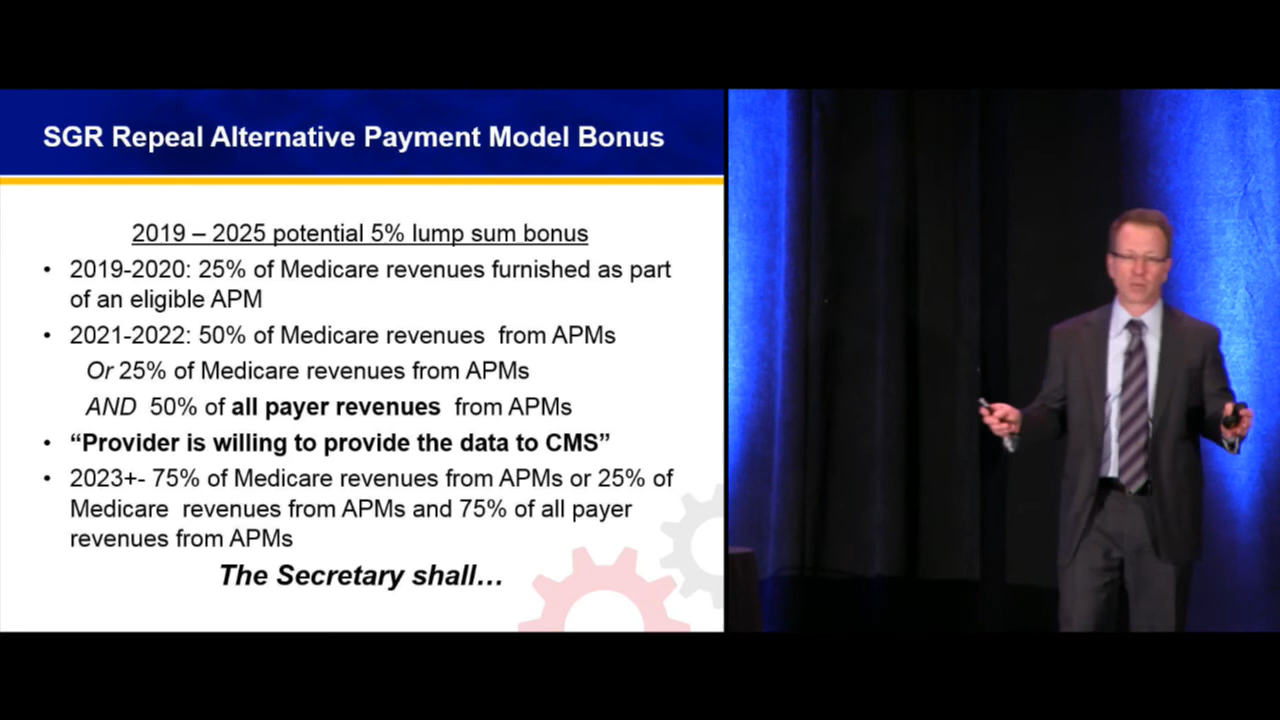 SGR Repeal Alternative Payment Model Bonus
2019 – 2025 potential 5% lump sum bonus
• 2019-2020: 25% of Medicare revenues furnished as part
of an eligible APM
• 2021-2022: 50% of Medicare revenues from APMs
Or 25% of Medicare revenues from APMs
AND 50% of all payer revenues from APMs
• “Provider is willing to provide the data to CMS”
• 2023+- 75% of Medicare revenues from APMs or 25% of
Medicare revenues from APMs and 75% of all payer
revenues from APMs
The Secretary shall…